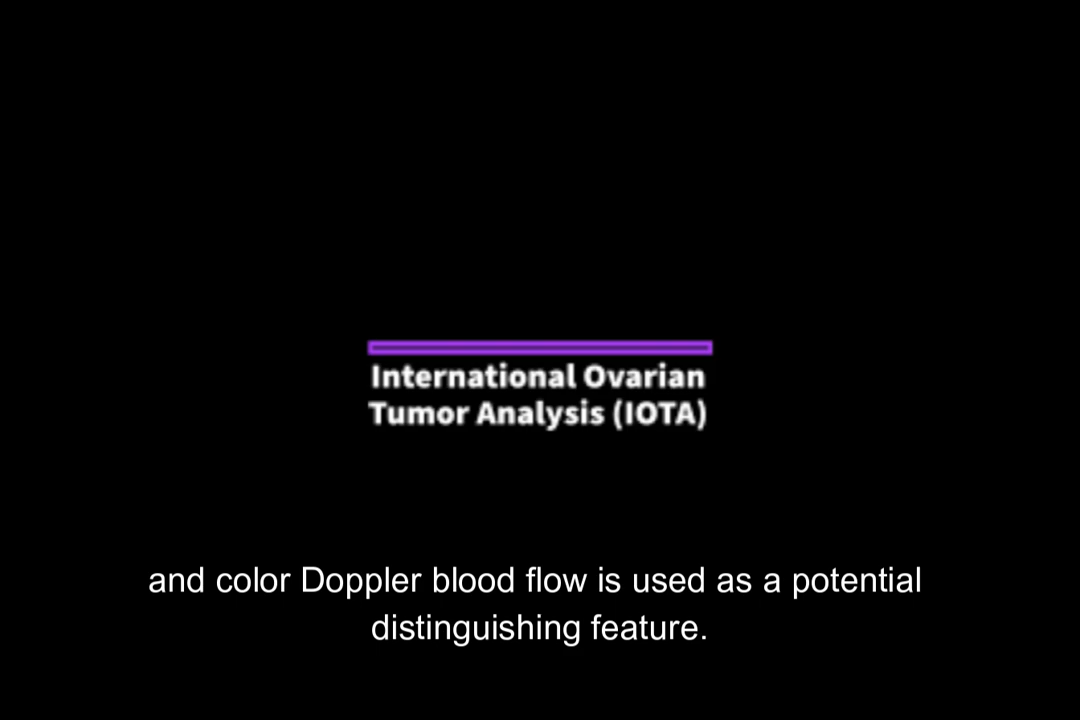 International Ovarian
Tumor Analysis (IOTA)
and color Doppler blood flow is used as a potential
distinguishing feature.